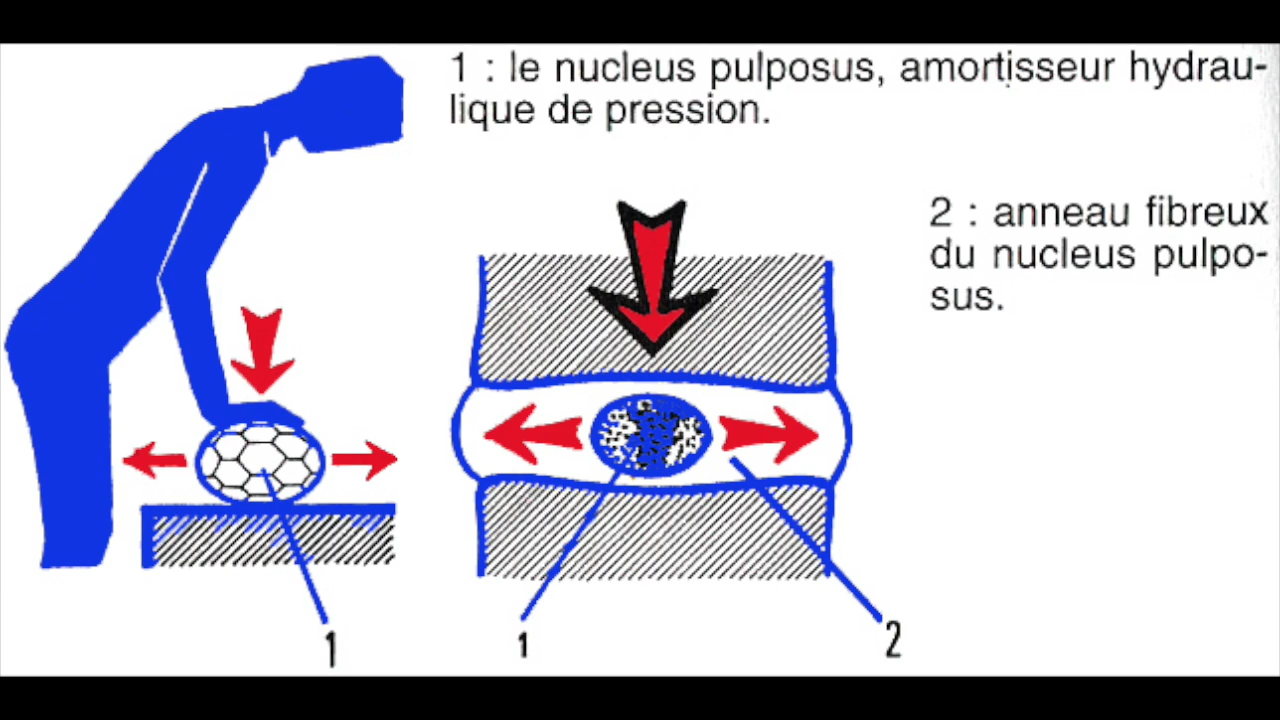 1 : le nucleus pulposus, amortisseur hydrau-
lique de pression.
2 : anneau fibreux
du nucleus pulpo-
sus.
1
1
2